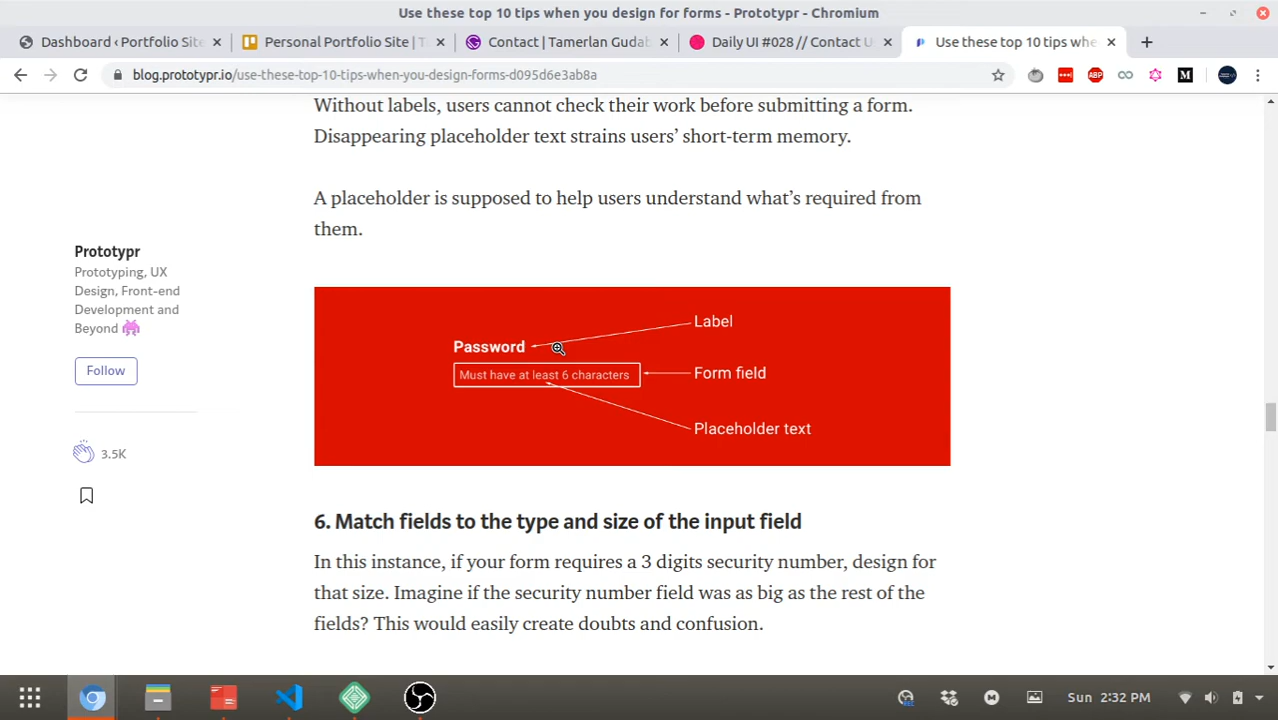 Use these top 10 tips when you design for forms - Prototypr - Chromium
Dashboard ‹ Portfolio Site
Personal Portfolio Site | T
Contact | Tamerlan Gudab
Daily UI #028 // Contact U
Use these top 10 tips whe
blog.prototypr.io/use-these-top-10-tips-when-you-design-forms-d095d6e3ab8a
ABP
M
Without labels, users cannot check their work before submitting a form.
Disappearing placeholder text strains users’ short-term memory.
A placeholder is supposed to help users understand what’s required from
them.
Prototypr
Prototyping, UX
Design, Front-end
Development and
Beyond 👾
Follow
3.5K
Label
Password
Must have at least 6 characters
Form field
Placeholder text
6. Match fields to the type and size of the input field
In this instance, if your form requires a 3 digits security number, design for
that size. Imagine if the security number field was as big as the rest of the
fields? This would easily create doubts and confusion.
Sun 2:32 PM